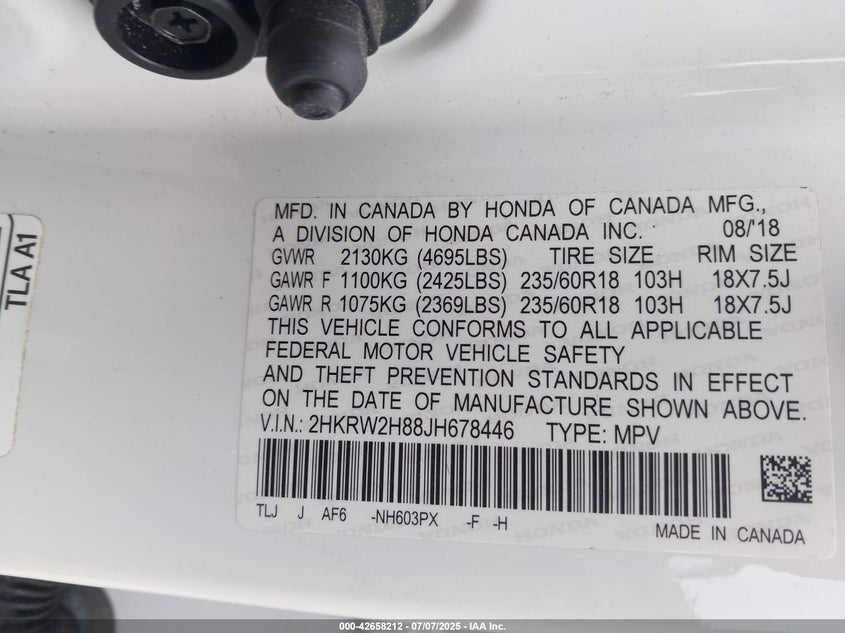 MFD. IN CANADA BY HONDA OF CANADA MFG.,
A DIVISION OF HONDA CANADA INC. 08/'18
GVWR 2130KG (4695LBS) TIRE SIZE RIM SIZE
GAWR F 1100KG (2425LBS) 235/60R18 103H 18X7.5J
GAWR R 1075KG (2369LBS) 235/60R18 103H 18X7.5J
THIS VEHICLE CONFORMS TO ALL APPLICABLE
FEDERAL MOTOR VEHICLE SAFETY
AND THEFT PREVENTION STANDARDS IN EFFECT
ON THE DATE OF MANUFACTURE SHOWN ABOVE.
V.I.N.: 2HKRW2H88JH678446 TYPE: MPV
TLJ J AF6 -NH603PX -F -H
MADE IN CANADA
TLA A1
000-42658212 - 07/07/2025 - IAA Inc.